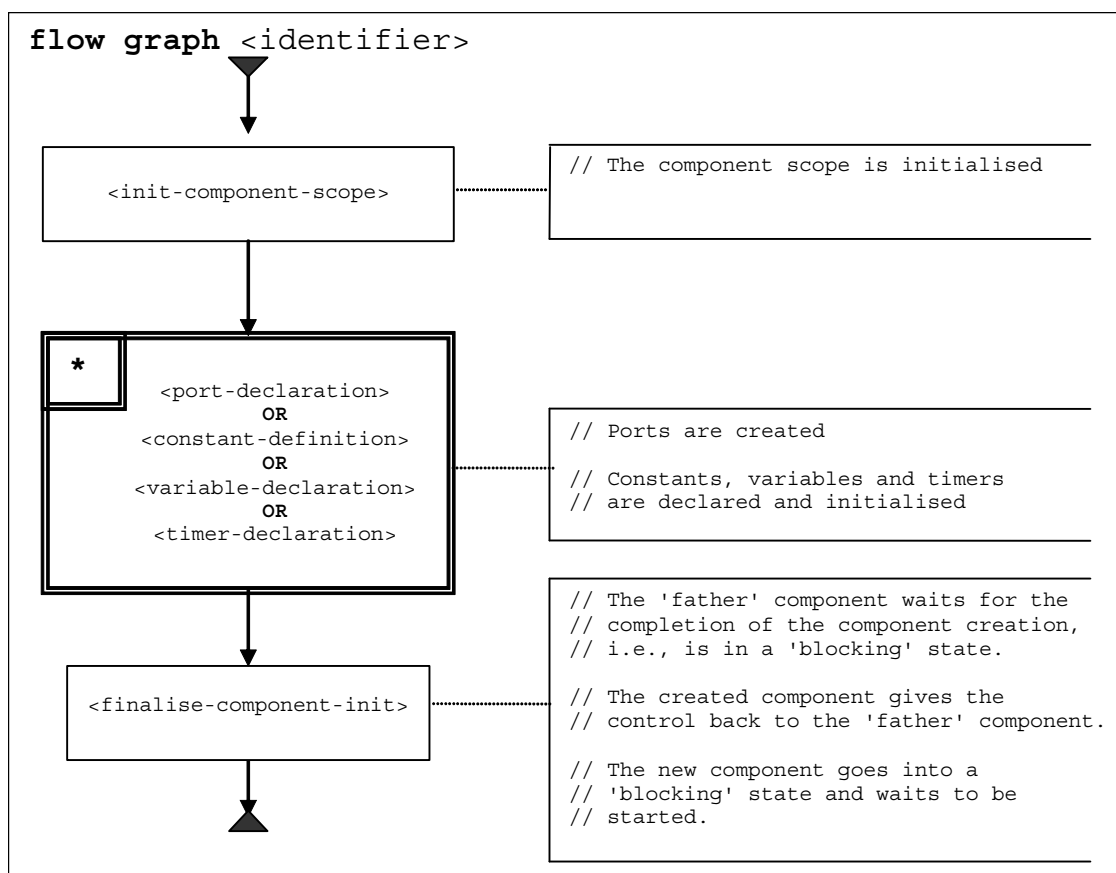 flow graph <identifier>
<init-component-scope>
// The component scope is initialised
*
<port-declaration>
OR
<constant-definition>
OR
<variable-declaration>
OR
<timer-declaration>
// Ports are created
// Constants, variables and timers
// are declared and initialised
<finalise-component-init>
// The 'father' component waits for the
// completion of the component creation,
// i.e., is in a 'blocking' state.
// The created component gives the
// control back to the 'father' component.
// The new component goes into a
// 'blocking' state and waits to be
// started.